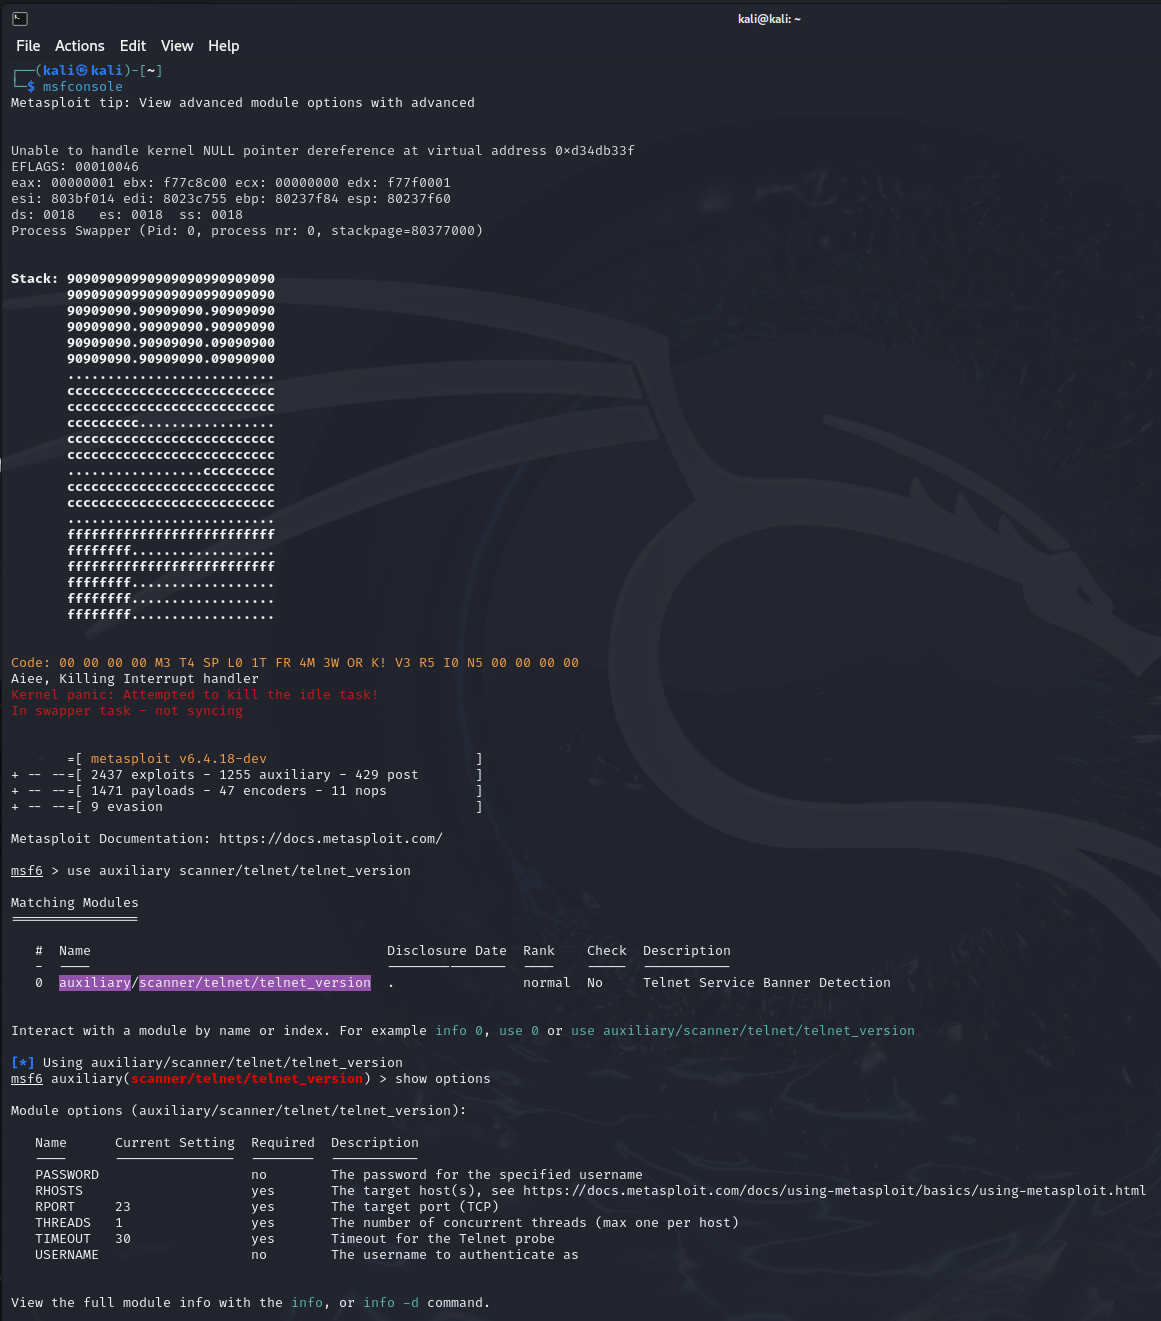 kali@kali: ~
File Actions Edit View Help
┌──(kali㉿kali)-[~]
└─$ msfconsole
Metasploit tip: View advanced module options with advanced
Unable to handle kernel NULL pointer dereference at virtual address 0×d34db33f
EFLAGS: 00010046
eax: 00000001 ebx: f77c8c00 ecx: 00000000 edx: f77f0001
esi: 803bf014 edi: 8023c755 ebp: 80237f84 esp: 80237f60
ds: 0018   es: 0018  ss: 0018
Process Swapper (Pid: 0, process nr: 0, stackpage=80377000)
Stack: 90909090990909090990909090
       90909090990909090990909090
       90909090.90909090.90909090
       90909090.90909090.90909090
       90909090.90909090.09090900
       90909090.90909090.09090900
       ..........................
       cccccccccccccccccccccccccc
       cccccccccccccccccccccccccc
       ccccccccc.................
       cccccccccccccccccccccccccc
       cccccccccccccccccccccccccc
       .................ccccccccc
       cccccccccccccccccccccccccc
       cccccccccccccccccccccccccc
       ..........................
       ffffffffffffffffffffffffff
       ffffffff..................
       ffffffffffffffffffffffffff
       ffffffff..................
       ffffffff..................
       ffffffff..................
Code: 00 00 00 00 M3 T4 SP L0 1T FR 4M 3W OR K! V3 R5 I0 N5 00 00 00 00
Aiee, Killing Interrupt handler
Kernel panic: Attempted to kill the idle task!
In swapper task - not syncing
       =[ metasploit v6.4.18-dev                          ]
+ -- --=[ 2437 exploits - 1255 auxiliary - 429 post       ]
+ -- --=[ 1471 payloads - 47 encoders - 11 nops           ]
+ -- --=[ 9 evasion                                       ]
Metasploit Documentation: https://docs.metasploit.com/
msf6 > use auxiliary scanner/telnet/telnet_version
Matching Modules
================
   #  Name                                     Disclosure Date  Rank    Check  Description
   -  ----                                     ---------------  ----    -----  -----------
   0  auxiliary/scanner/telnet/telnet_version  .                normal  No     Telnet Service Banner Detection
Interact with a module by name or index. For example info 0, use 0 or use auxiliary/scanner/telnet/telnet_version
[*] Using auxiliary/scanner/telnet/telnet_version
msf6 auxiliary(scanner/telnet/telnet_version) > show options
Module options (auxiliary/scanner/telnet/telnet_version):
   Name      Current Setting  Required  Description
   ----      ---------------  --------  -----------
   PASSWORD                   no        The password for the specified username
   RHOSTS                     yes       The target host(s), see https://docs.metasploit.com/docs/using-metasploit/basics/using-metasploit.html
   RPORT     23               yes       The target port (TCP)
   THREADS   1                yes       The number of concurrent threads (max one per host)
   TIMEOUT   30               yes       Timeout for the Telnet probe
   USERNAME                   no        The username to authenticate as
View the full module info with the info, or info -d command.